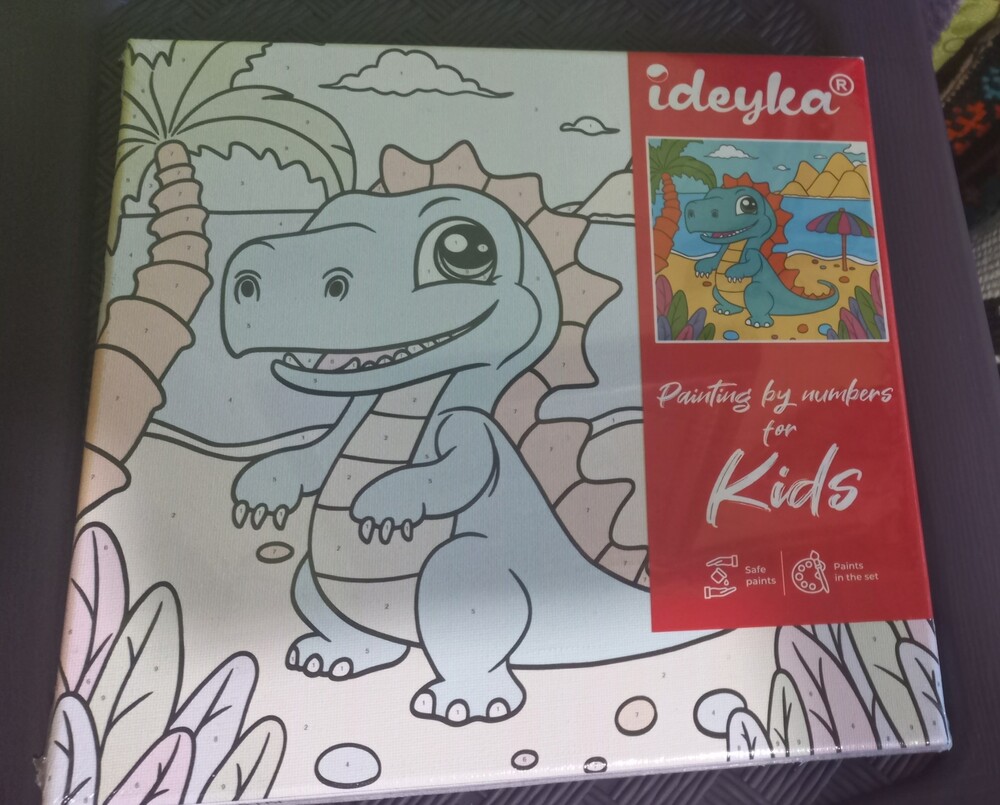 ideyka®
Painting by numbers
for
Kids
Safe
paints
Paints
in the set